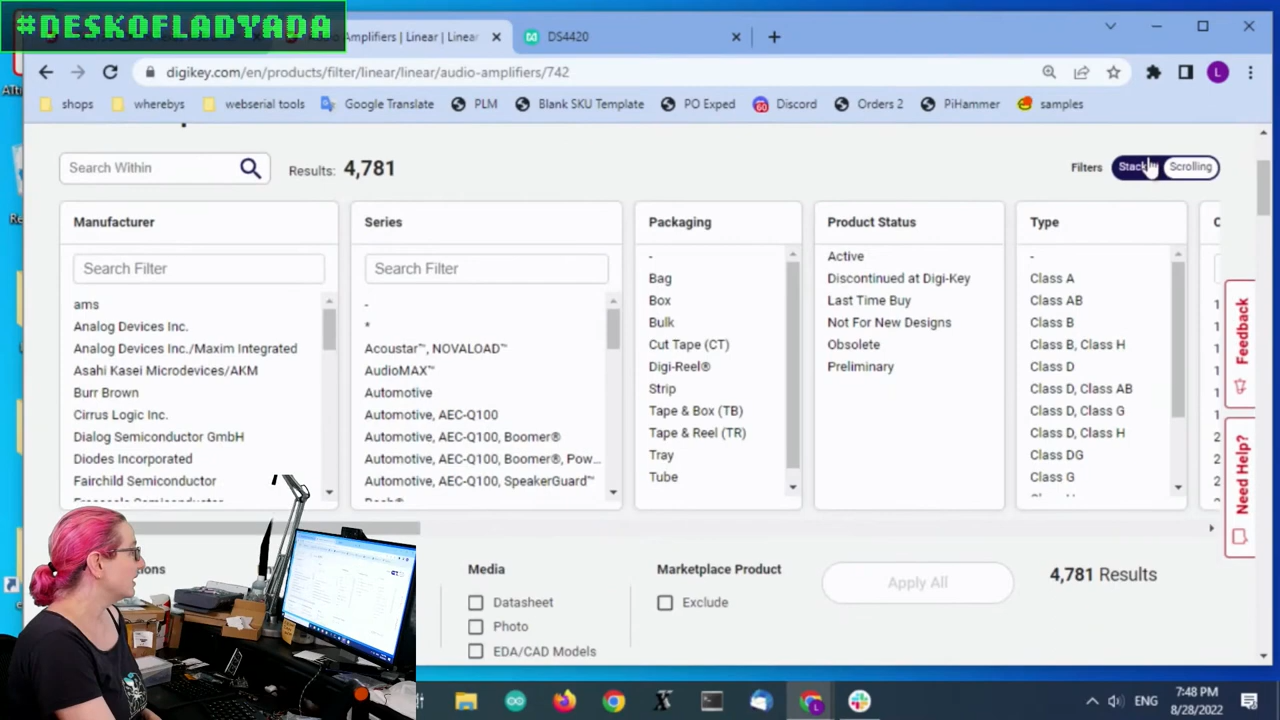 #DESKOFLADYADA
Amplifiers | Linear | Linear
DS4420
digikey.com/en/products/filter/linear/linear/audio-amplifiers/742
L
shops
whereby
webserial tools
Google Translate
PLM
Blank SKU Template
PO Exped
60
Discord
Orders 2
PiHammer
samples
Search Within
Results: 4,781
Filters
Scrolling
Manufacturer
Series
Packaging
Product Status
Type
Search Filter
ams
Analog Devices Inc.
Analog Devices Inc./Maxim Integrated
Asahi Kasei Microdevices/AKM
Burr Brown
Cirrus Logic Inc.
Dialog Semiconductor GmbH
Diodes Incorporated
Fairchild Semiconductor
Search Filter
-
*
Acoustar™, NOVALOAD™
AudioMAX™
Automotive
Automotive, AEC-Q100
Automotive, AEC-Q100, Boomer®
Automotive, AEC-Q100, Boomer®, Pow...
Automotive, AEC-Q100, SpeakerGuard™
-
Bag
Box
Bulk
Cut Tape (CT)
Digi-Reel®
Strip
Tape & Box (TB)
Tape & Reel (TR)
Tray
Tube
Active
Discontinued at Digi-Key
Last Time Buy
Not For New Designs
Obsolete
Preliminary
-
Class A
Class AB
Class B
Class B, Class H
Class D
Class D, Class AB
Class D, Class G
Class D, Class H
Class DG
Class G
Feedback
Need Help?
Media
Datasheet
Photo
EDA/CAD Models
Marketplace Product
Exclude
Apply All
4,781 Results
ENG
7:48 PM
8/28/2022